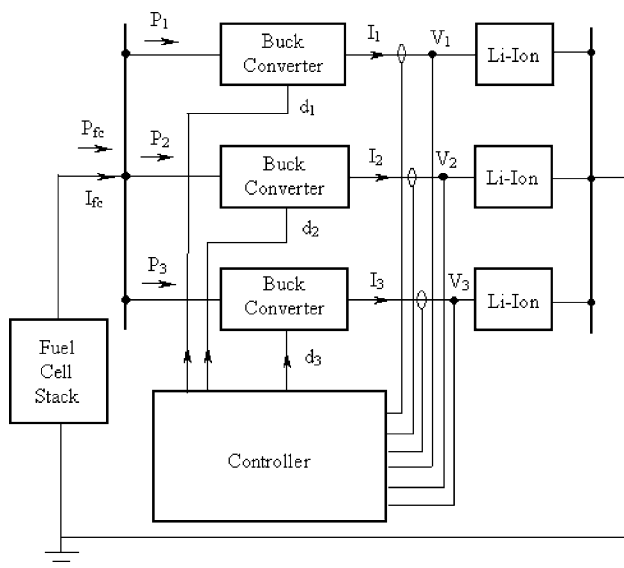 P1
Buck
Converter
I1
V1
Li-Ion
d1
Pfc
Ifc
P2
Buck
Converter
I2
V2
Li-Ion
d2
P3
Buck
Converter
I3
V3
Li-Ion
d3
Fuel
Cell
Stack
Controller